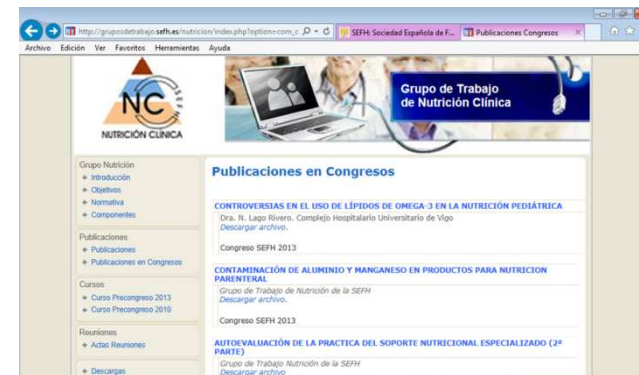 http://gruposdetrabajo.sefh.es/nutricion/index.php?option=com_c
SEFH: Sociedad Española de F...
Publicaciones Congresos
Archivo Edición Ver Favoritos Herramientas Ayuda
NC
SEFH
NUTRICIÓN CLÍNICA
Grupo de Trabajo
de Nutrición Clínica
Grupo Nutrición
Introducción
Objetivos
Normativa
Componentes
Publicaciones
Publicaciones
Publicaciones en Congresos
Cursos
Curso Precongreso 2013
Curso Precongreso 2010
Reuniones
Actas Reuniones
Descargas
Publicaciones en Congresos
CONTROVERSIAS EN EL USO DE LÍPIDOS DE OMEGA-3 EN LA NUTRICIÓN PEDIÁTRICA
Dra. N. Lago Rivero. Complejo Hospitalario Universitario de Vigo
Descargar archivo.
Congreso SEFH 2013
CONTAMINACIÓN DE ALUMINIO Y MANGANESO EN PRODUCTOS PARA NUTRICION
PARENTERAL
Grupo de Trabajo de Nutrición de la SEFH
Descargar archivo.
Congreso SEFH 2013
AUTOEVALUACIÓN DE LA PRACTICA DEL SOPORTE NUTRICIONAL ESPECIALIZADO (2ª
PARTE)
Grupo de Trabajo Nutrición de la SEFH
Descargar archivo